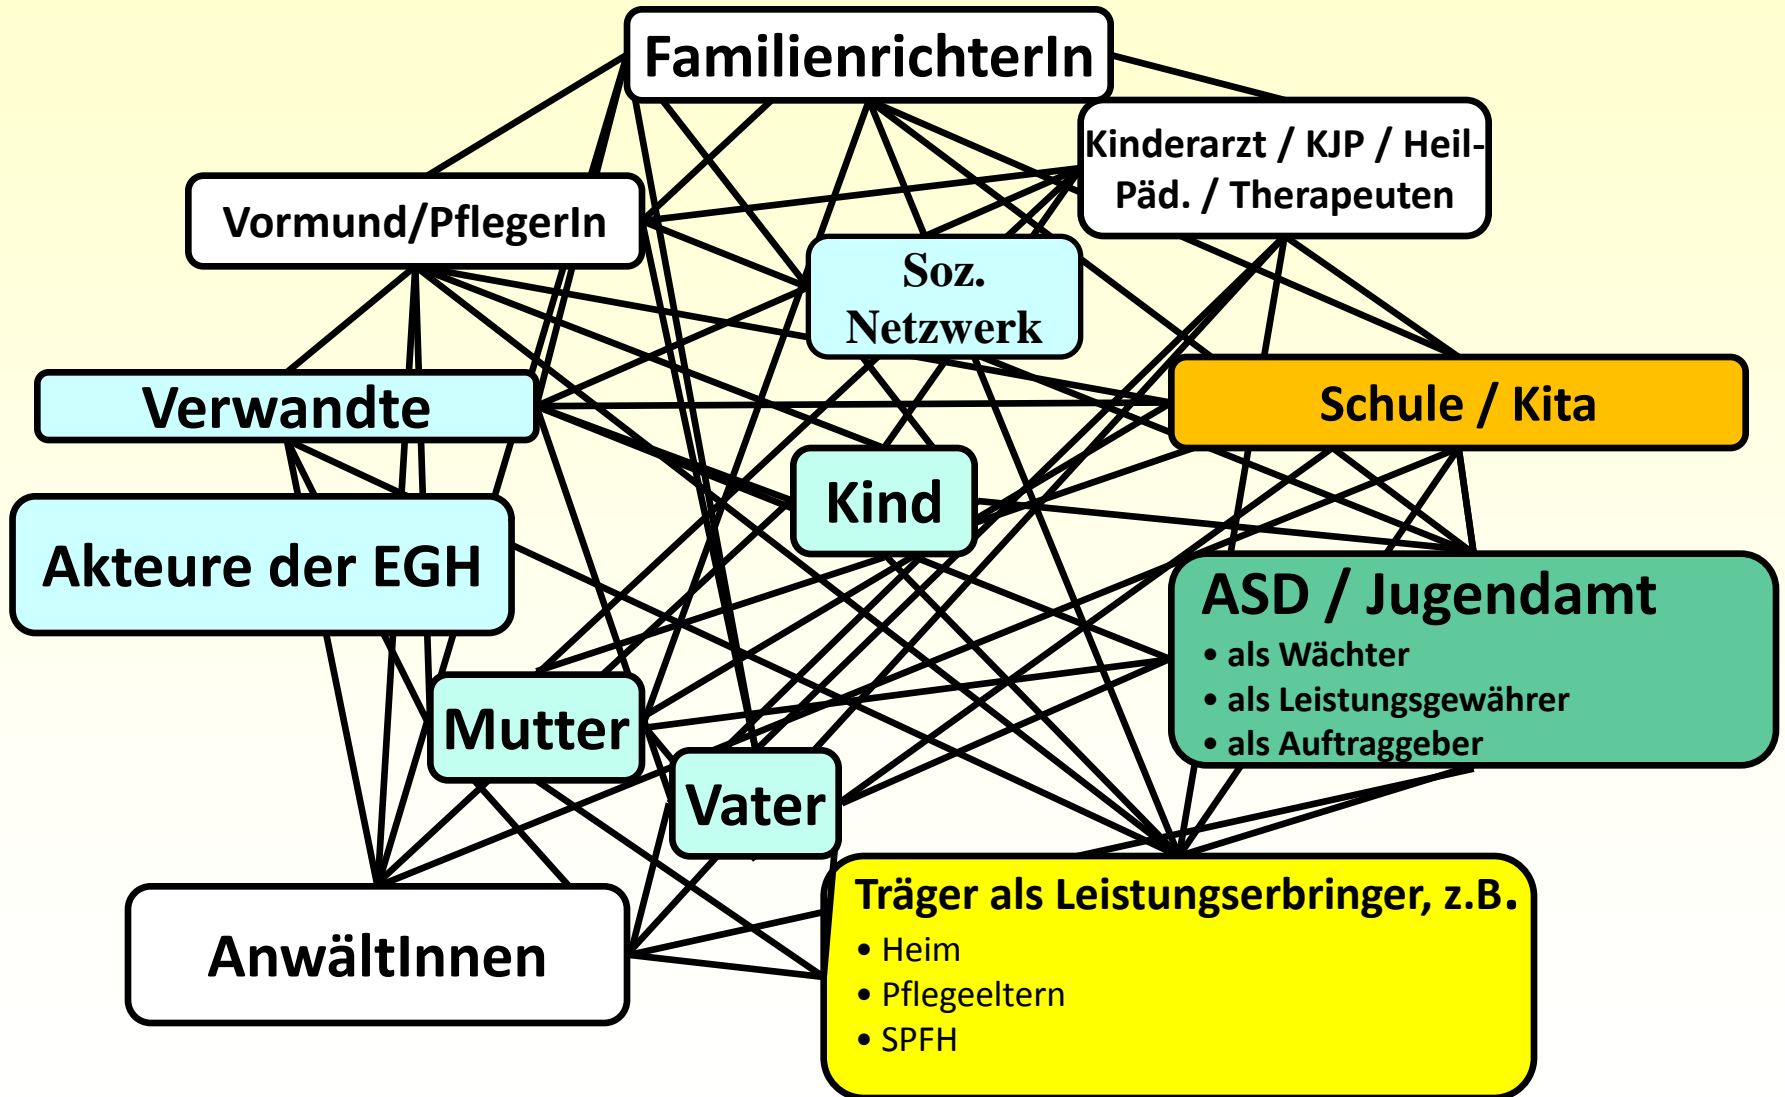 FamilienrichterIn
Kinderarzt / KJP / Heil-
Päd. / Therapeuten
Vormund/PflegerIn
Soz.
Netzwerk
Verwandte
Schule / Kita
Kind
Akteure der EGH
ASD / Jugendamt
• als Wächter
• als Leistungsgewährer
• als Auftraggeber
Mutter
Vater
Träger als Leistungserbringer, z.B.
• Heim
• Pflegeeltern
• SPFH
AnwältInnen